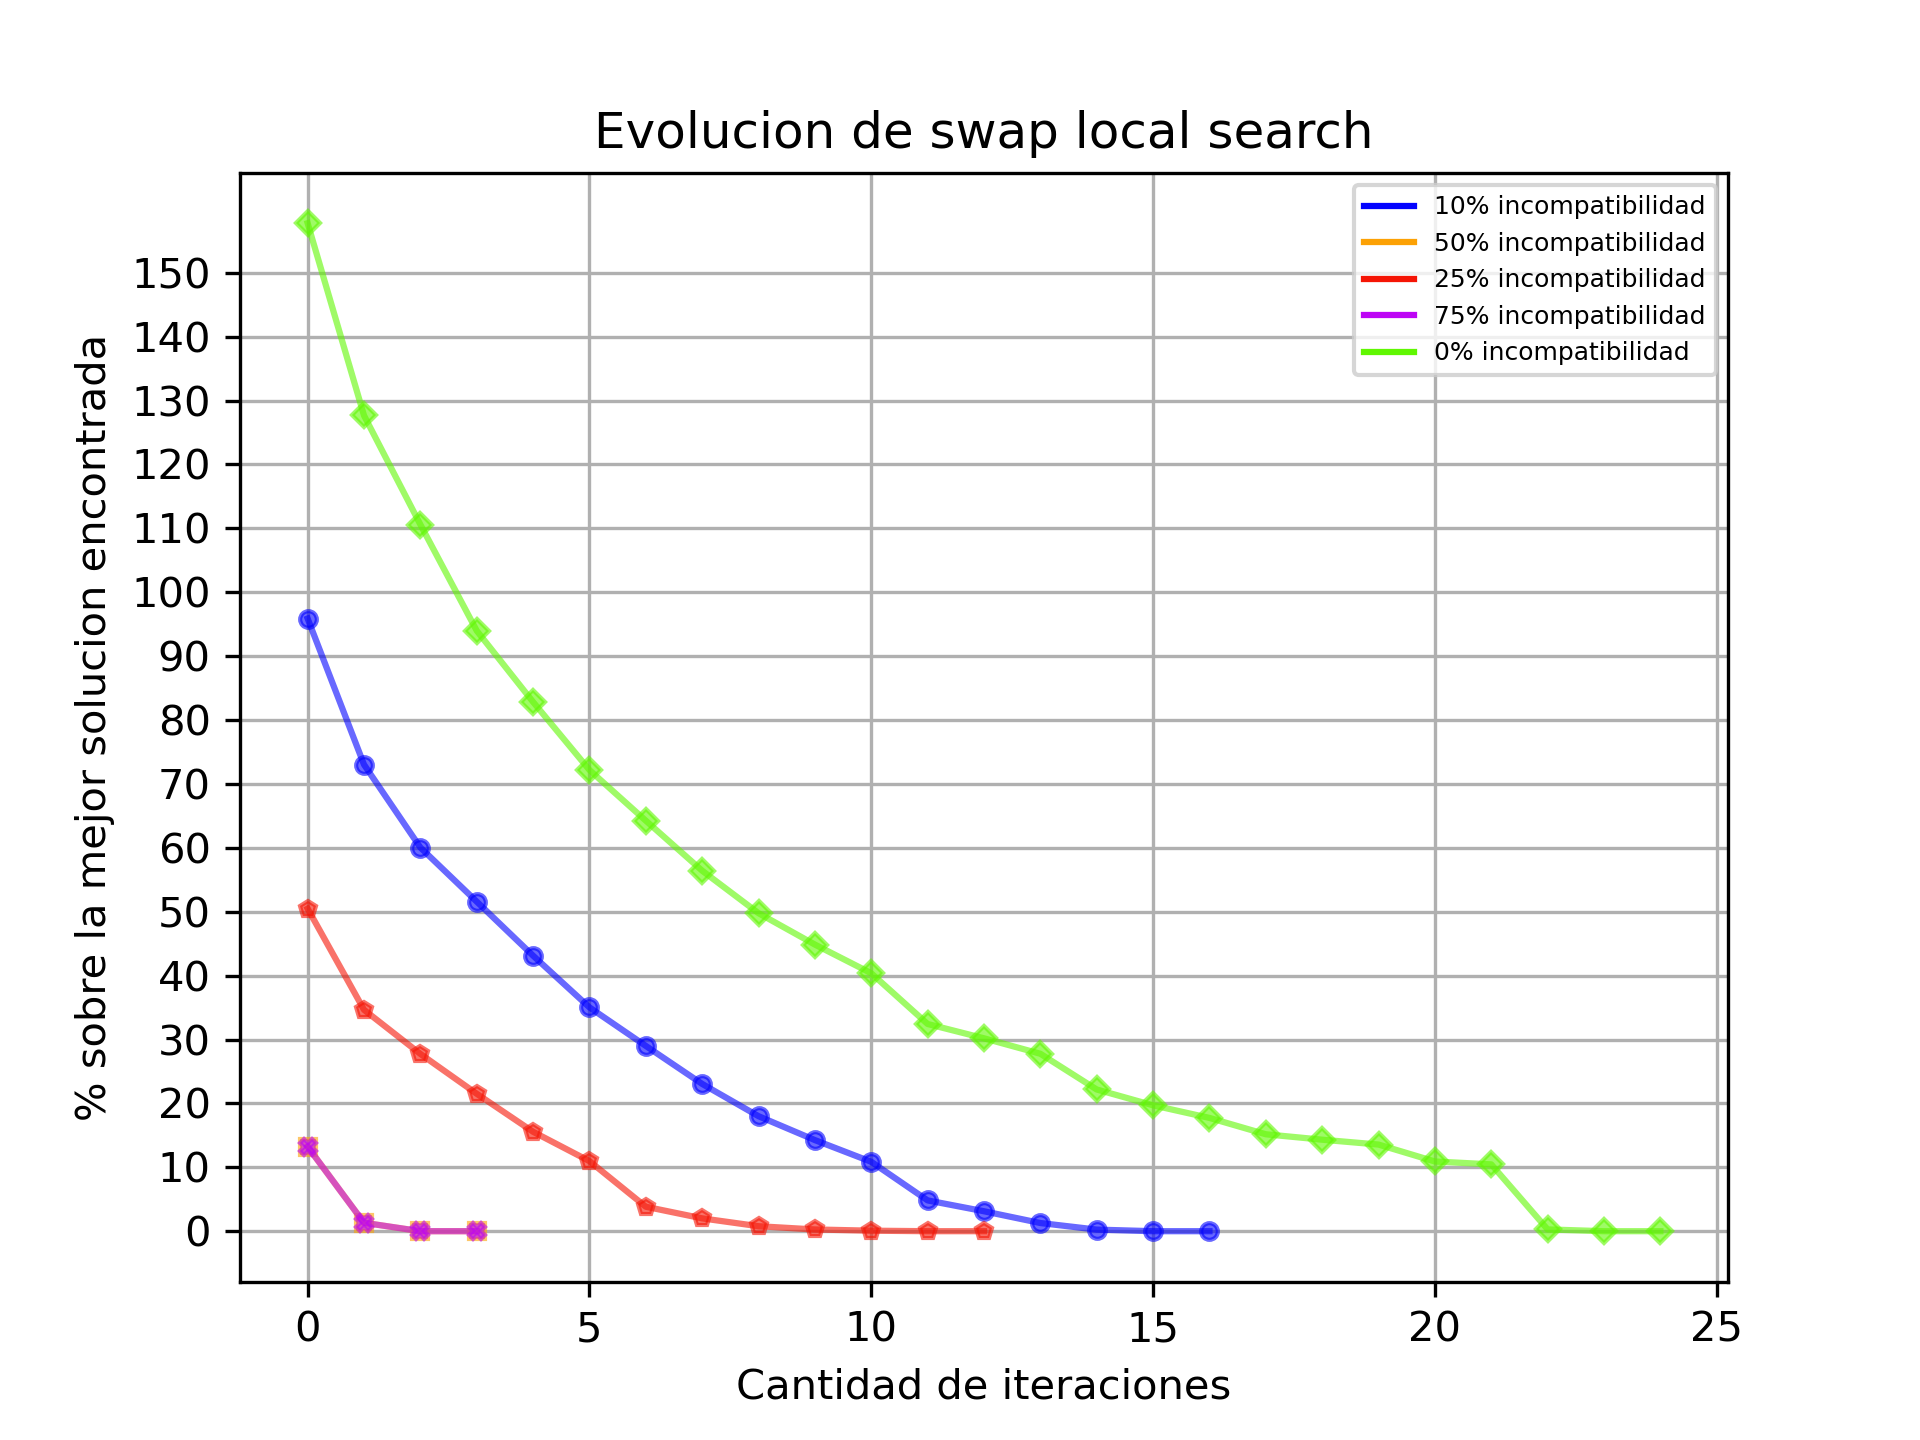 Evolucion de swap local search
10% incompatibilidad
50% incompatibilidad
25% incompatibilidad
75% incompatibilidad
0% incompatibilidad
% sobre la mejor solucion encontrada
150
140
130
120
110
100
90
80
70
60
50
40
30
20
10
0
0 5 10 15 20 25
Cantidad de iteraciones